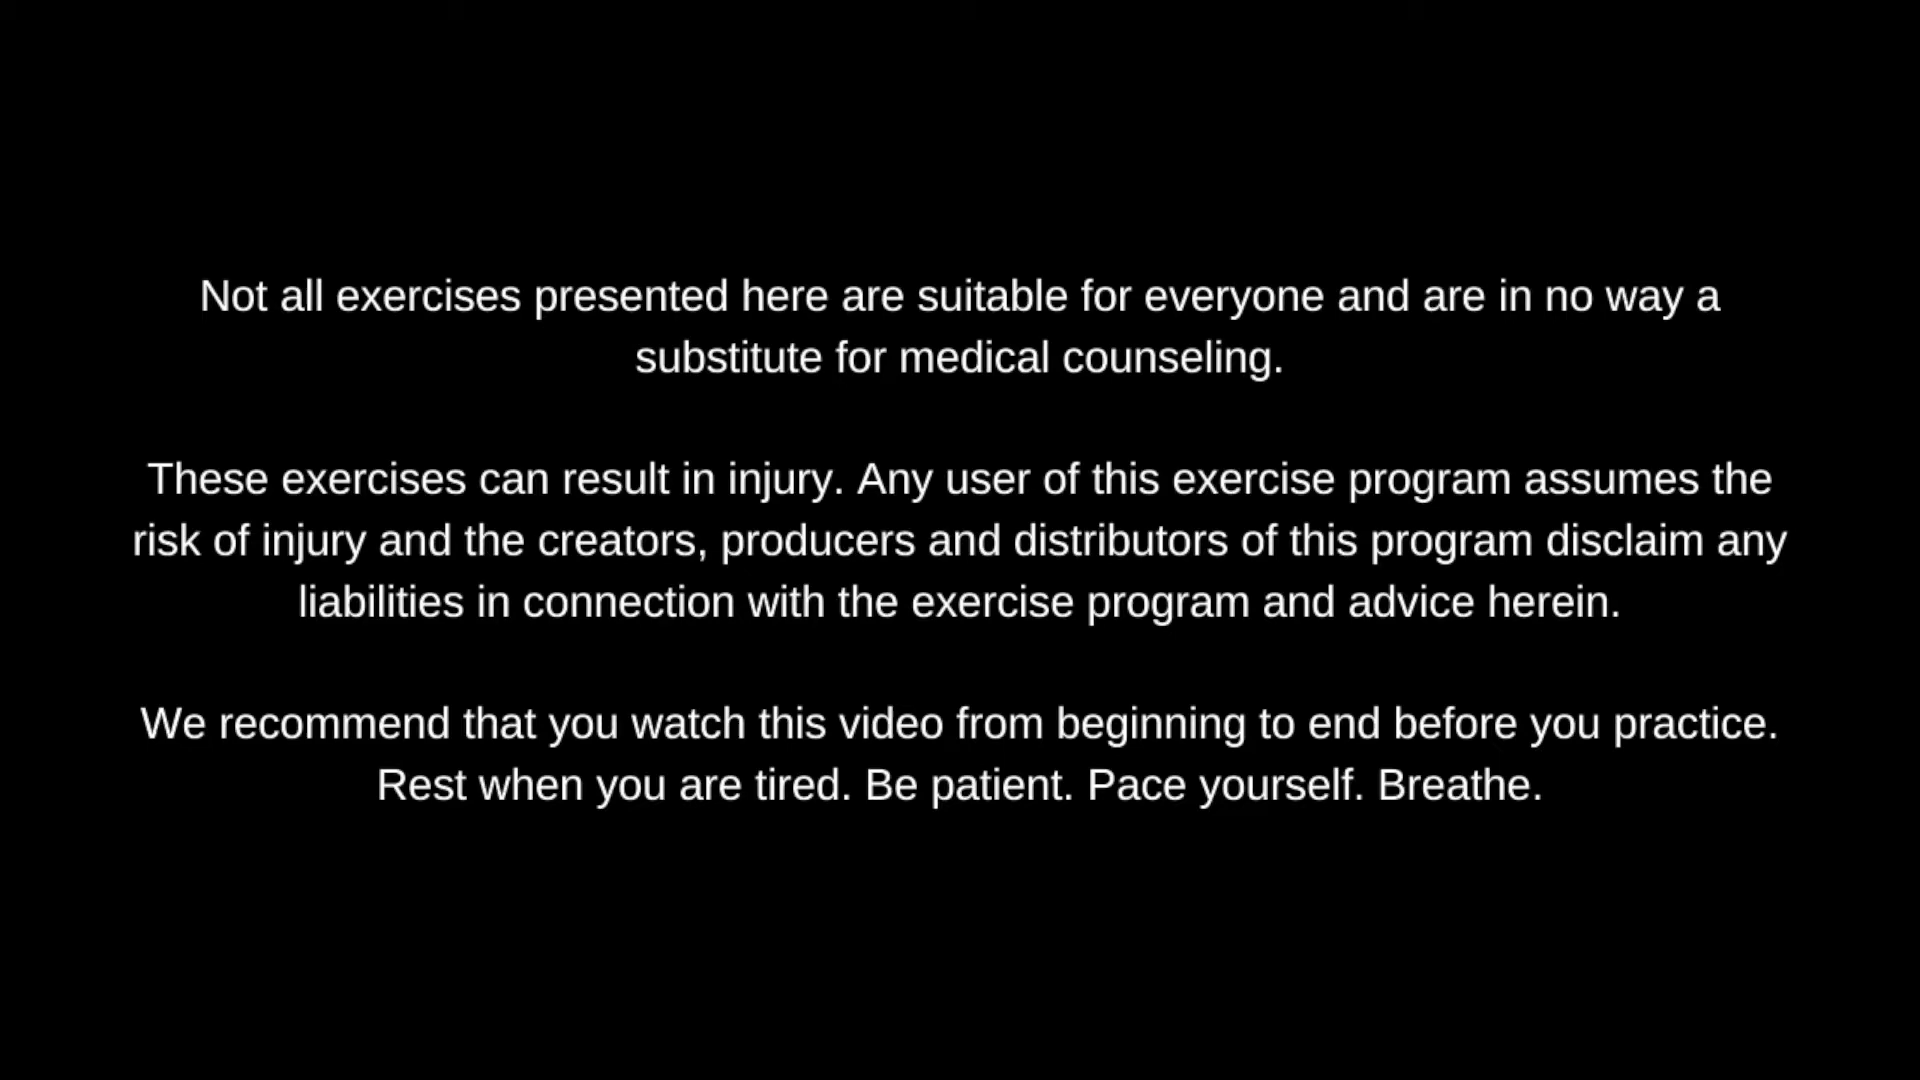 Not all exercises presented here are suitable for everyone and are in no way a
substitute for medical counseling.
These exercises can result in injury. Any user of this exercise program assumes the
risk of injury and the creators, producers and distributors of this program disclaim any
liabilities in connection with the exercise program and advice herein.
We recommend that you watch this video from beginning to end before you practice.
Rest when you are tired. Be patient. Pace yourself. Breathe.